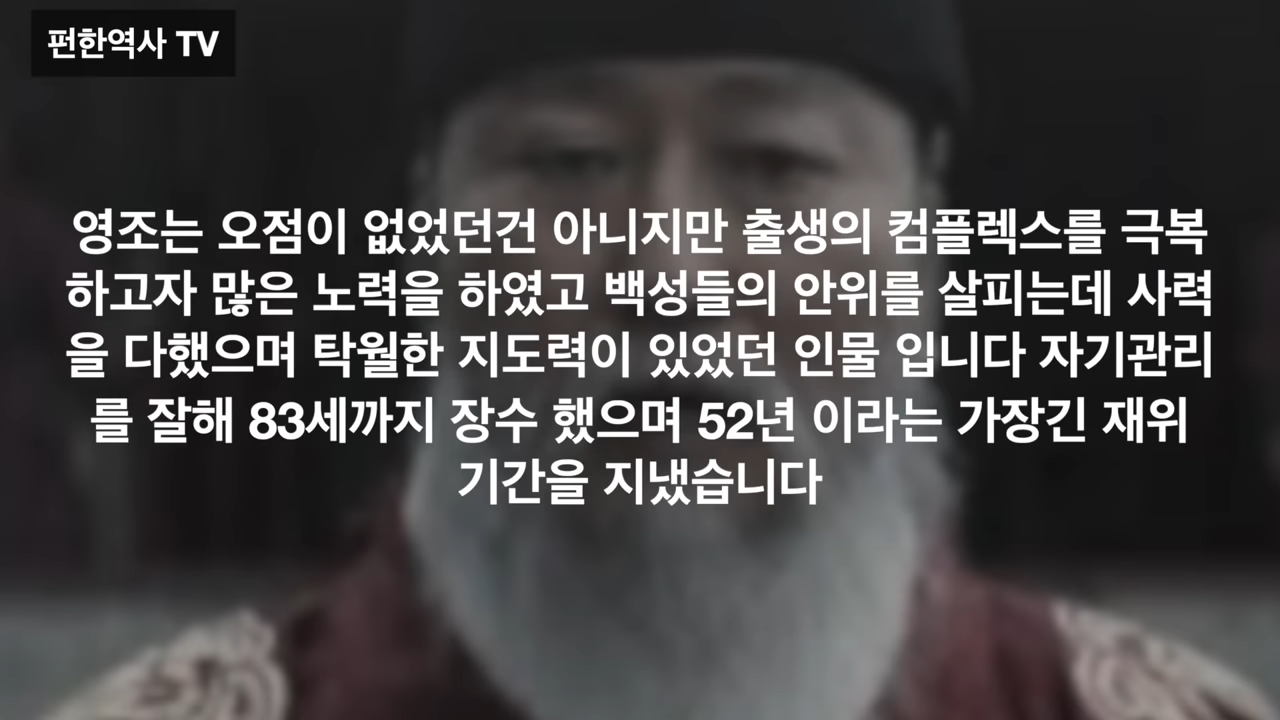 펀한역사 TV
영조는 오점이 없었던건 아니지만 출생의 컴플렉스를 극복
하고자 많은 노력을 하였고 백성들의 안위를 살피는데 사력
을 다했으며 탁월한 지도력이 있었던 인물 입니다 자기관리
를 잘해 83세까지 장수 했으며 52년 이라는 가장긴 재위
기간을 지냈습니다